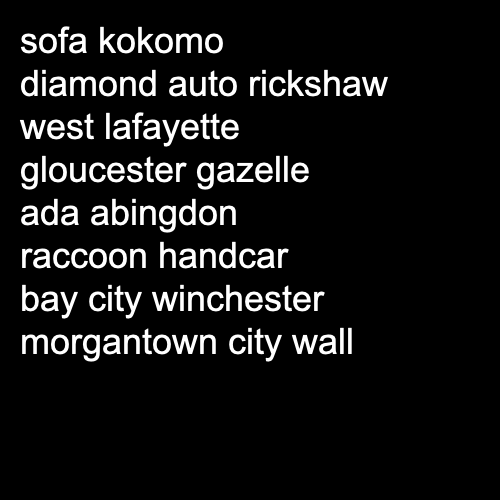 sofa kokomo
diamond auto rickshaw
west lafayette
gloucester gazelle
ada abingdon
raccoon handcar
bay city winchester
morgantown city wall